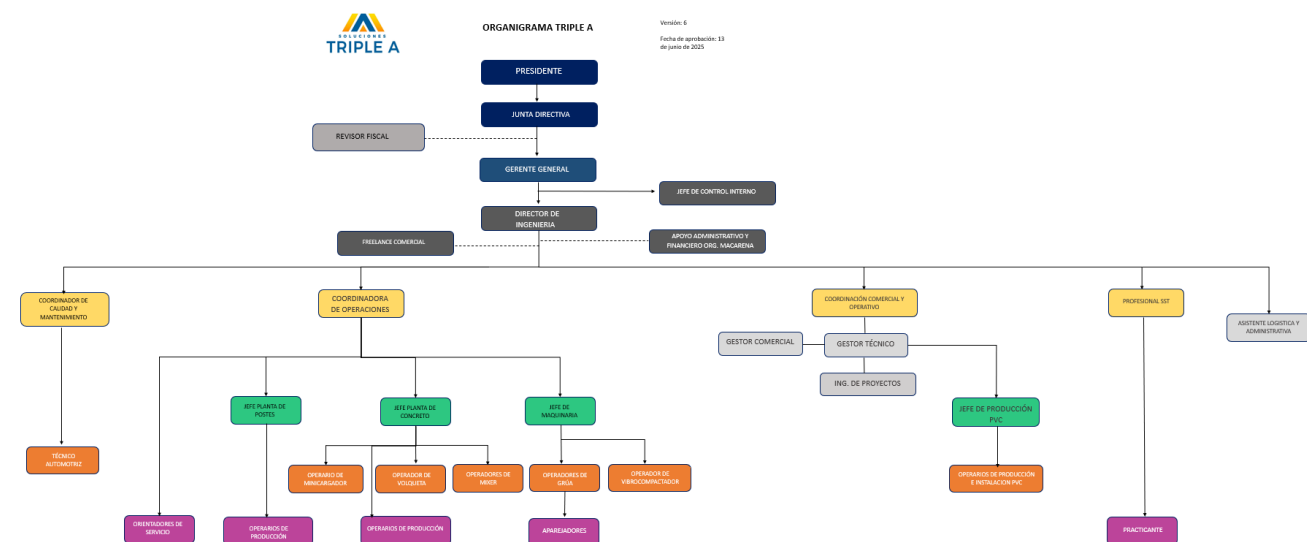 SOLUCIONES
TRIPLE A
ORGANIGRAMA TRIPLE A
Versión: 6
Fecha de aprobación: 13
de junio de 2025
PRESIDENTE
JUNTA DIRECTIVA
REVISOR FISCAL
GERENTE GENERAL
JEFE DE CONTROL INTERNO
DIRECTOR DE
INGENIERIA
FREELANCE COMERCIAL
APOYO ADMINISTRATIVO Y
FINANCIERO ORG. MACARENA
COORDINADOR DE
CALIDAD Y
MANTENIMIENTO
COORDINADORA
DE OPERACIONES
COORDINACIÓN COMERCIAL Y
OPERATIVO
PROFESIONAL SST
ASISTENTE LOGISTICA Y
ADMINISTRATIVA
GESTOR COMERCIAL
GESTOR TÉCNICO
ING. DE PROYECTOS
JEFE PLANTA DE
POSTES
JEFE PLANTA DE
CONCRETO
JEFE DE
MAQUINARIA
JEFE DE PRODUCCIÓN
PVC
TÉCNICO
AUTOMOTRIZ
OPERARIO DE
MINICARGADOR
OPERADOR DE
VOLQUETA
OPERADORES DE
MIXER
OPERADORES DE
GRÚA
OPERADOR DE
VIBROCOMPACTADOR
OPERARIOS DE PRODUCCIÓN
E INSTALACION PVC
ORIENTADORES DE
SERVICIO
OPERARIOS DE
PRODUCCIÓN
OPERARIOS DE PRODUCCIÓN
APAREJADORES
PRACTICANTE